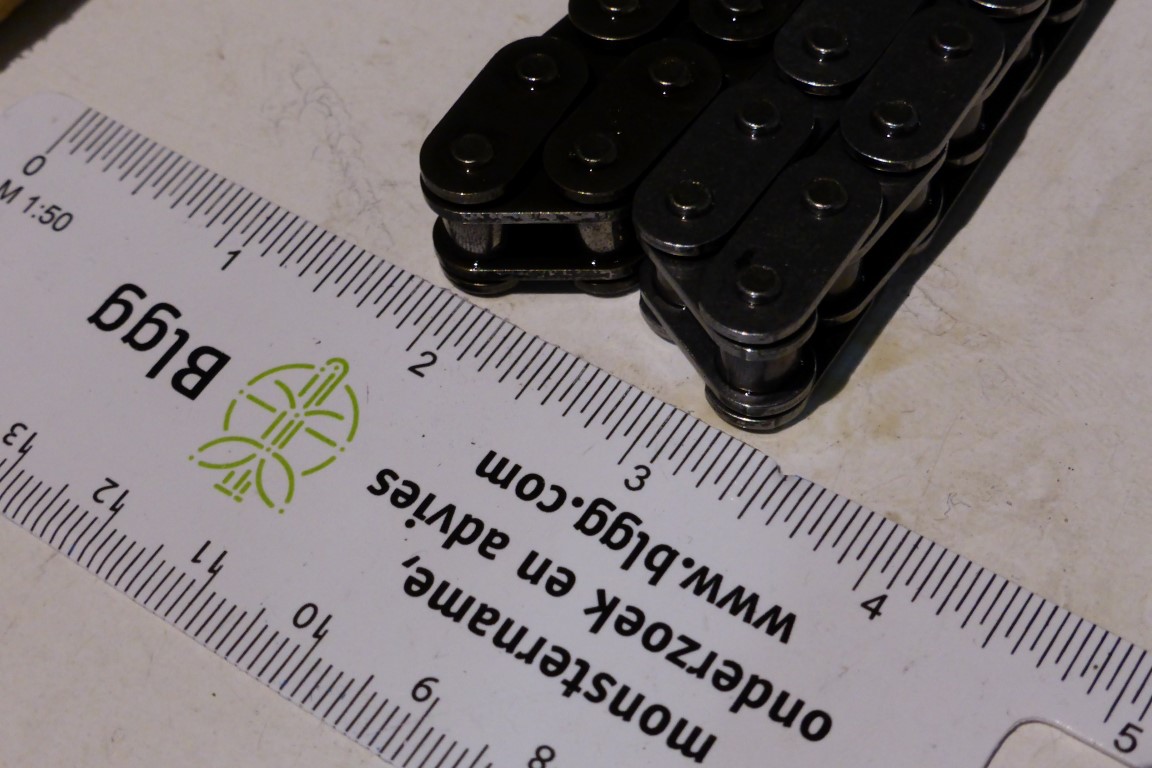 0 1 2 3 4 5
M 1:50
Blgg
monstername,
onderzoek en advies
www.blgg.com
8 9 10 11 12 13